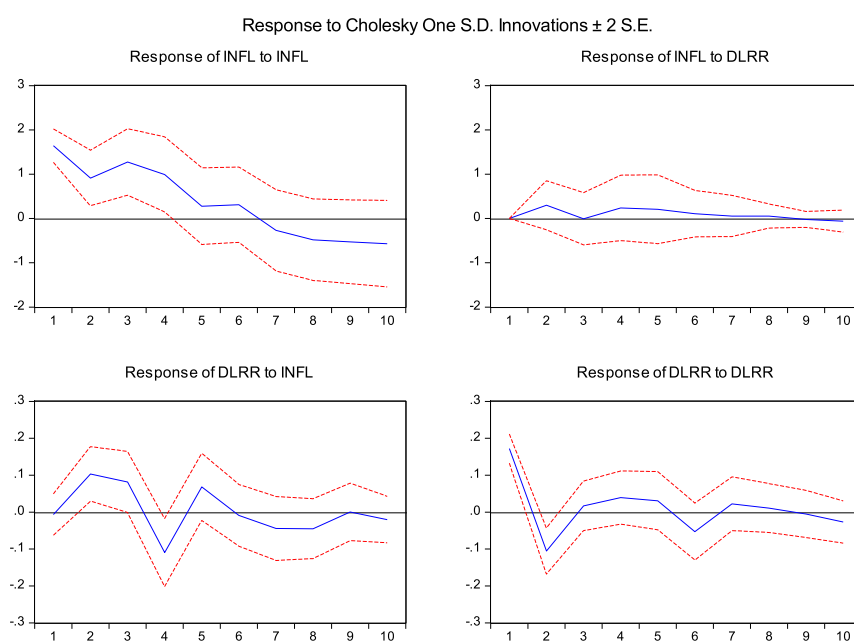 Response to Cholesky One S.D. Innovations ± 2 S.E.
Response of INFL to INFL
3
2
1
0
-1
-2
1 2 3 4 5 6 7 8 9 10
Response of INFL to DLRR
3
2
1
0
-1
-2
1 2 3 4 5 6 7 8 9 10
Response of DLRR to INFL
.3
.2
.1
.0
-.1
-.2
-.3
1 2 3 4 5 6 7 8 9 10
Response of DLRR to DLRR
.3
.2
.1
.0
-.1
-.2
-.3
1 2 3 4 5 6 7 8 9 10